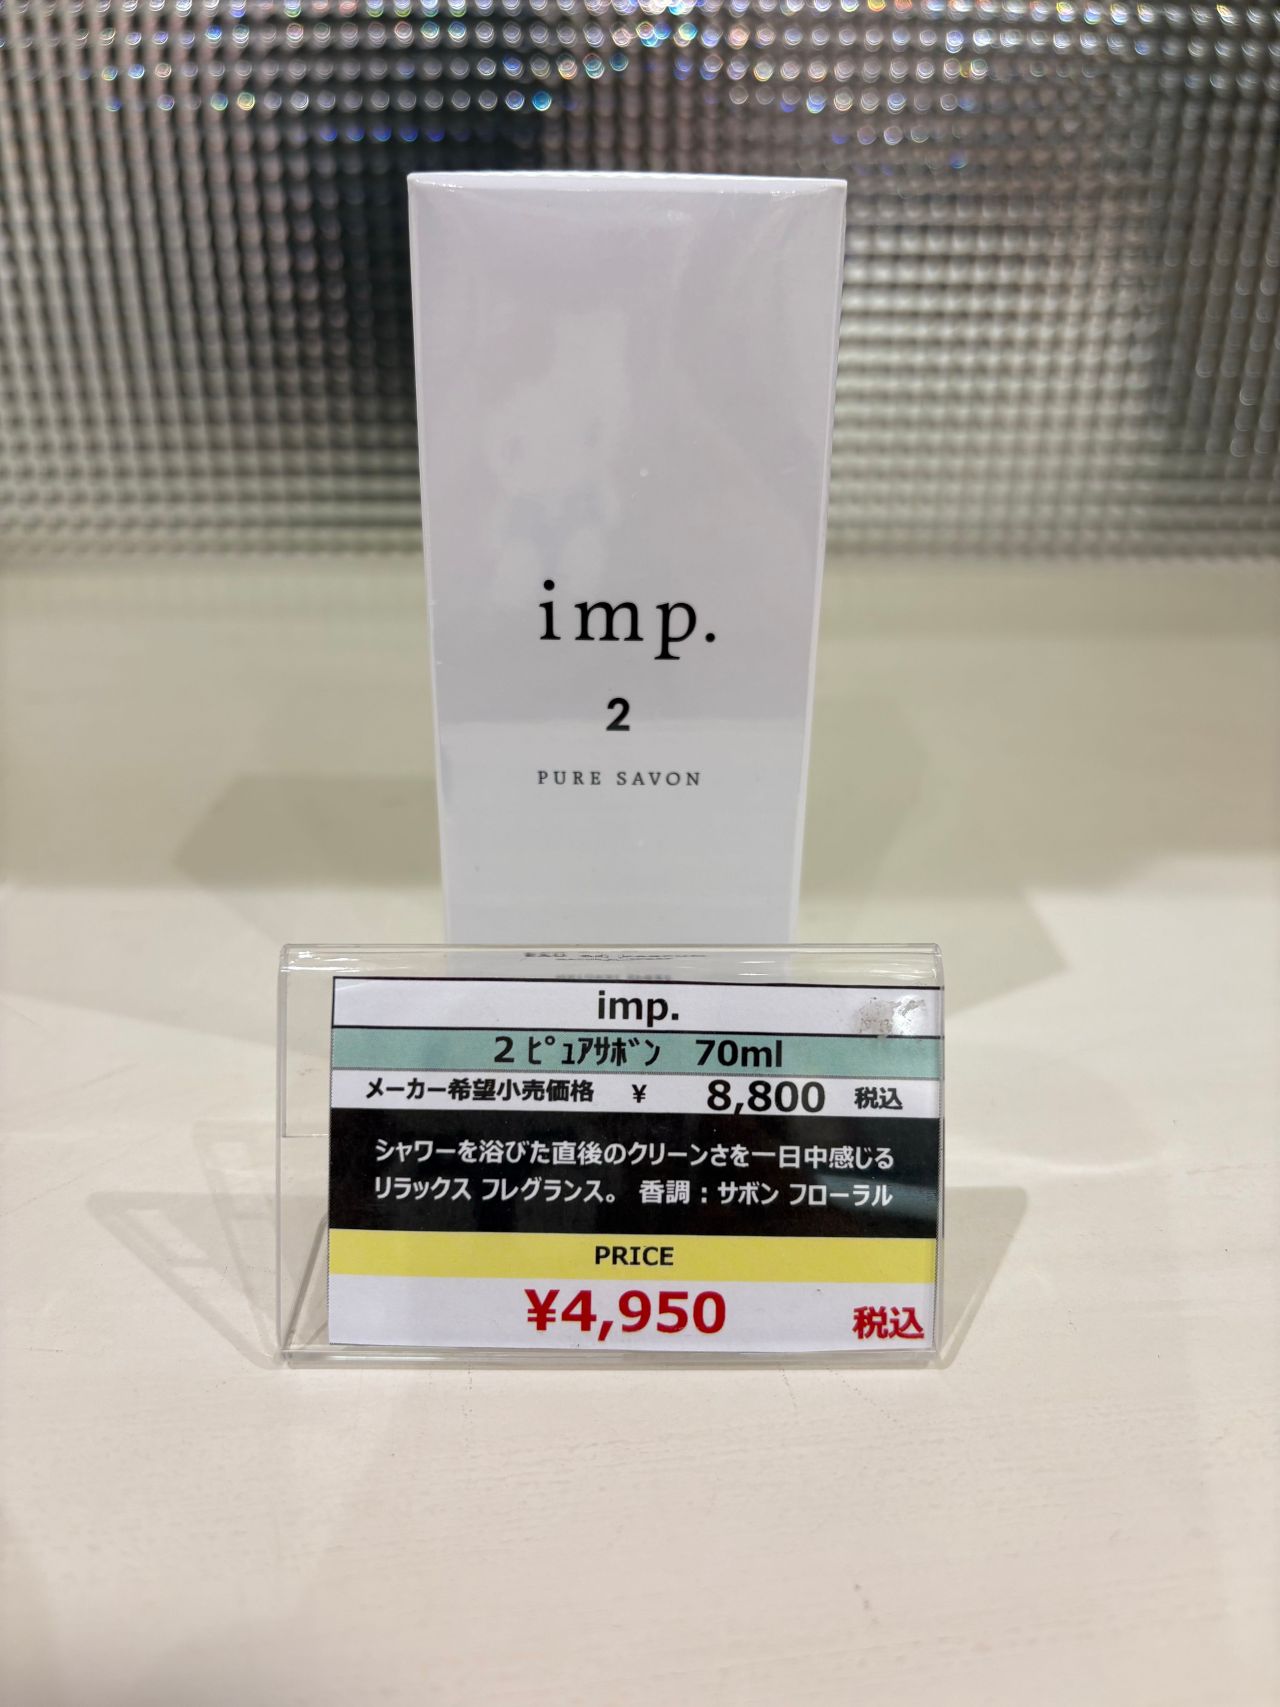 imp.
2
PURE SAVON
imp.
2 ﾋﾟｭｱｻﾎﾞﾝ 70ml
メーカー希望小売価格 ¥ 8,800 税込
シャワーを浴びた直後のクリーンさを一日中感じる
リラックス フレグランス。 香調：サボン フローラル
PRICE
¥4,950 税込